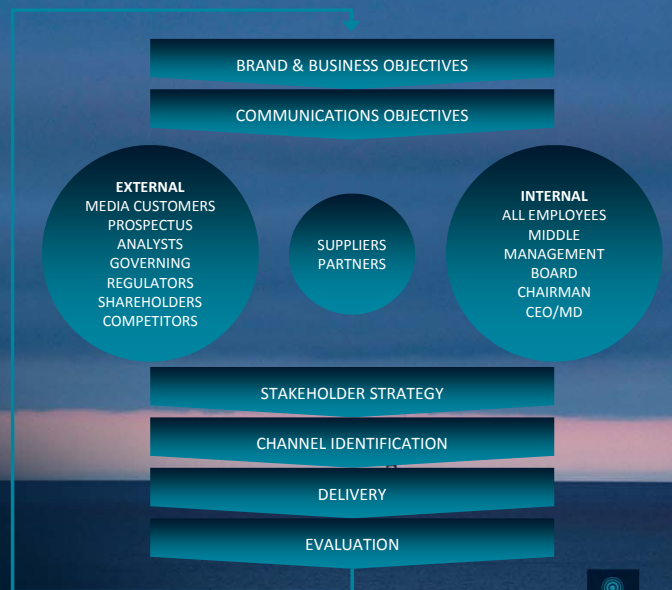 BRAND & BUSINESS OBJECTIVES
COMMUNICATIONS OBJECTIVES
EXTERNAL
MEDIA CUSTOMERS
PROSPECTUS
ANALYSTS
GOVERNING
REGULATORS
SHAREHOLDERS
COMPETITORS
SUPPLIERS
PARTNERS
INTERNAL
ALL EMPLOYEES
MIDDLE
MANAGEMENT
BOARD
CHAIRMAN
CEO/MD
STAKEHOLDER STRATEGY
CHANNEL IDENTIFICATION
DELIVERY
EVALUATION